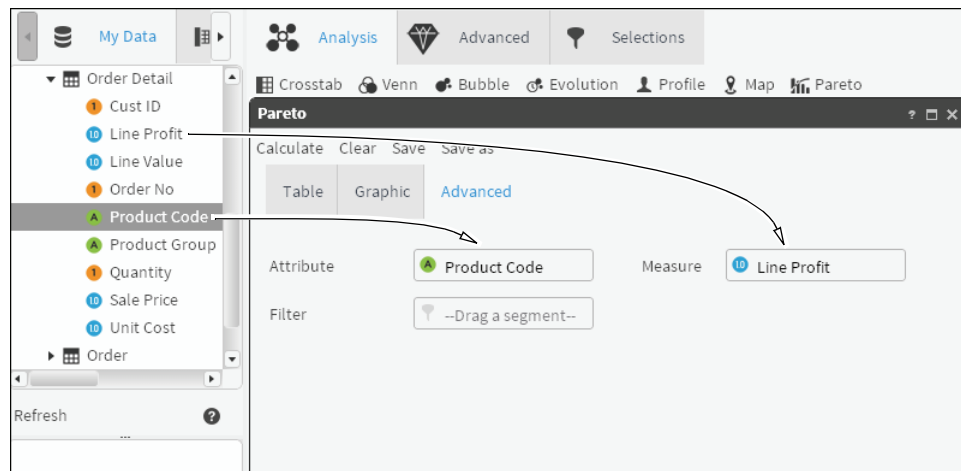 My Data
Analysis Advanced Selections
Order Detail
Cust ID
Line Profit
Line Value
Order No
Product Code
Product Group
Quantity
Sale Price
Unit Cost
Order
Refresh
?
...
Crosstab Venn Bubble Evolution Profile Map Pareto
Pareto ?
Calculate Clear Save Save as
Table Graphic Advanced
Attribute A Product Code Measure 1.0 Line Profit
Filter --Drag a segment--